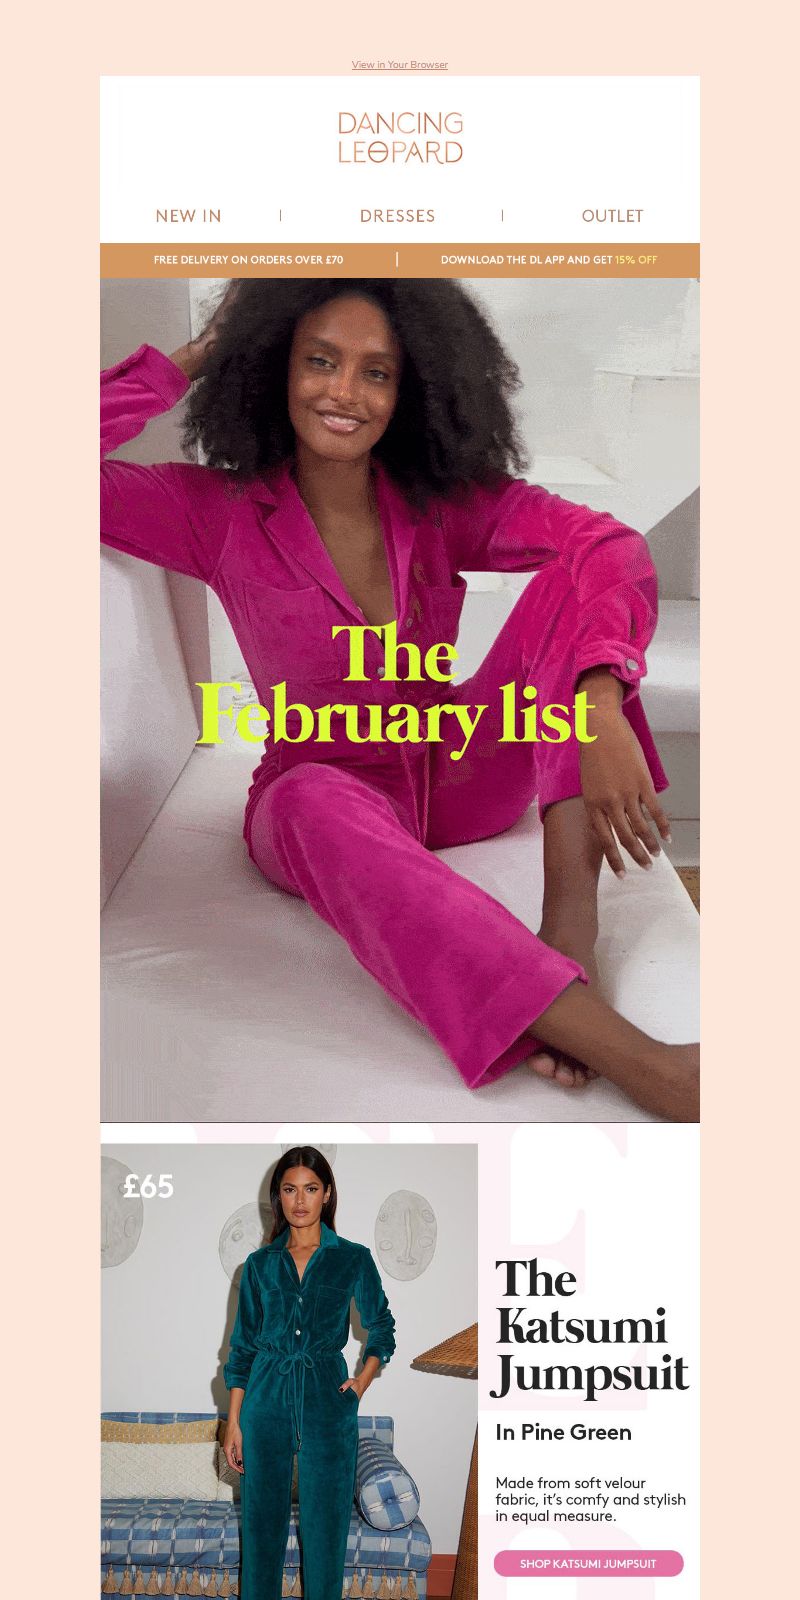 View in Your Browser
DANCING
LEOPARD
NEW IN
DRESSES
OUTLET
FREE DELIVERY ON ORDERS OVER £70
DOWNLOAD THE DL APP AND GET 15% OFF
The
February list
£65
The
Katsumi
Jumpsuit
In Pine Green
Made from soft velour
fabric, it's comfy and stylish
in equal measure.
SHOP KATSUMI JUMPSUIT